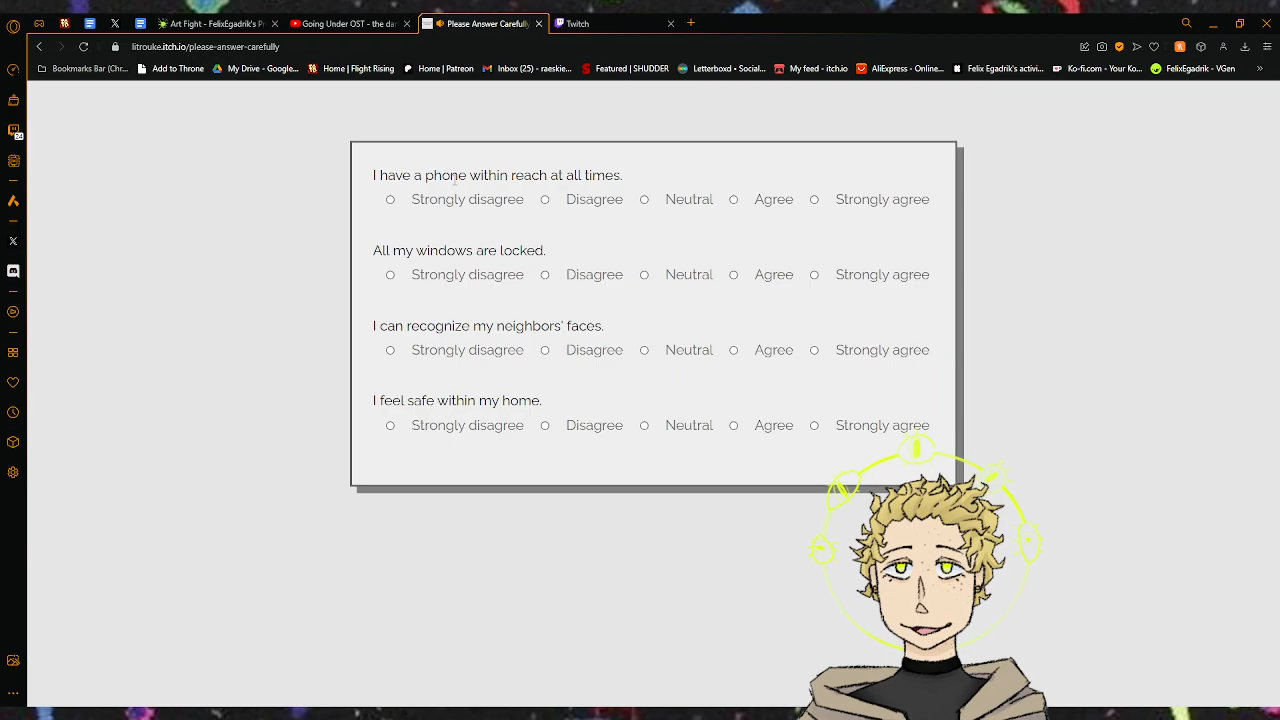 Art Fight - FelixEgadrik's Pr
Going Under OST - the dar
Please Answer Carefully
Twitch
litrouke.itch.io/please-answer-carefully
Bookmarks Bar (Chr...
Add to Throne
My Drive - Google...
Home | Flight Rising
Home | Patreon
Inbox (25) - raeskie...
Featured | SHUDDER
Letterboxd - Social...
My feed - itch.io
AliExpress - Online...
Felix Egadrik's activi...
Ko-fi.com - Your Ko...
FelixEgadrik - VGen
I have a phone within reach at all times.
Strongly disagree Disagree Neutral Agree Strongly agree
All my windows are locked.
Strongly disagree Disagree Neutral Agree Strongly agree
I can recognize my neighbors' faces.
Strongly disagree Disagree Neutral Agree Strongly agree
I feel safe within my home.
Strongly disagree Disagree Neutral Agree Strongly agree